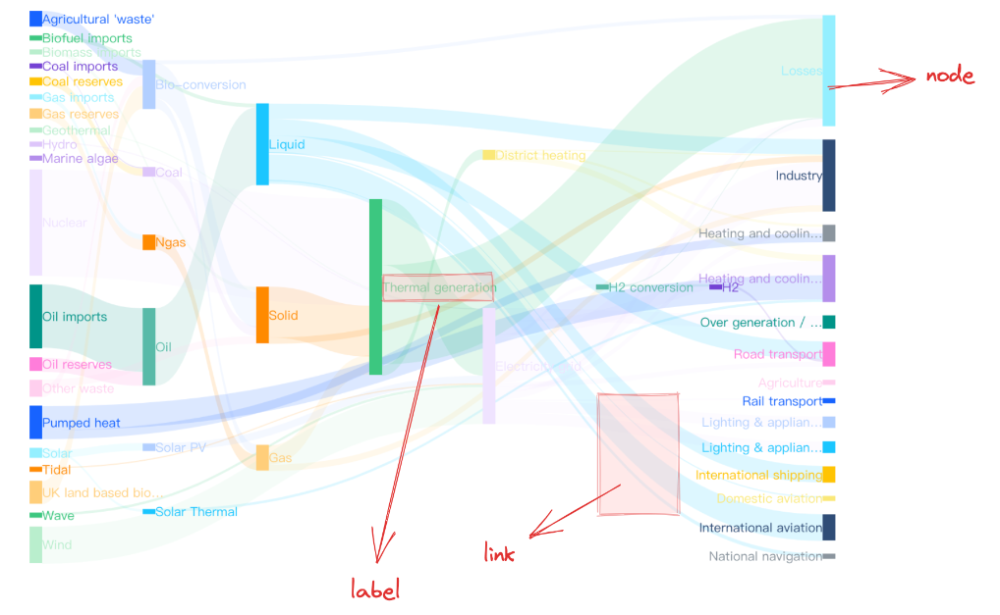 Agricultural 'waste'
Biofuel imports
Biomass imports
Coal imports
Coal reserves
Gas imports
Gas reserves
Geothermal
Hydro
Marine algae
Nuclear
Oil imports
Oil reserves
Other waste
Pumped heat
Solar
Tidal
UK land based bio...
Wave
Wind
Bio-conversion
Coal
Ngas
Oil
Solar PV
Solar Thermal
Liquid
Solid
Gas
Thermal generation
District heating
Electricity grid
H2 conversion
H2
Losses
Industry
Heating and coolin...
Heating and coolin...
Over generation / ...
Road transport
Agriculture
Rail transport
Lighting & applian...
Lighting & applian...
International shipping
Domestic aviation
International aviation
National navigation
node
link
label